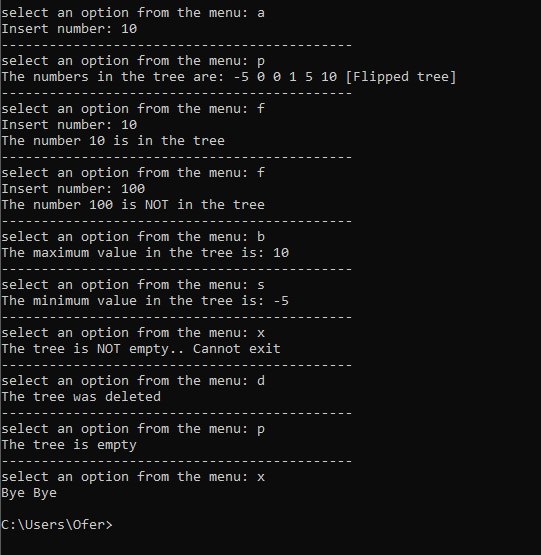 select an option from the menu: a
Insert number: 10
--------------------------------------------
select an option from the menu: p
The numbers in the tree are: -5 0 0 1 5 10 [Flipped tree]
--------------------------------------------
select an option from the menu: f
Insert number: 10
The number 10 is in the tree
--------------------------------------------
select an option from the menu: f
Insert number: 100
The number 100 is NOT in the tree
--------------------------------------------
select an option from the menu: b
The maximum value in the tree is: 10
--------------------------------------------
select an option from the menu: s
The minimum value in the tree is: -5
--------------------------------------------
select an option from the menu: x
The tree is NOT empty.. Cannot exit
--------------------------------------------
select an option from the menu: d
The tree was deleted
--------------------------------------------
select an option from the menu: p
The tree is empty
--------------------------------------------
select an option from the menu: x
Bye Bye
C:\Users\Ofer>